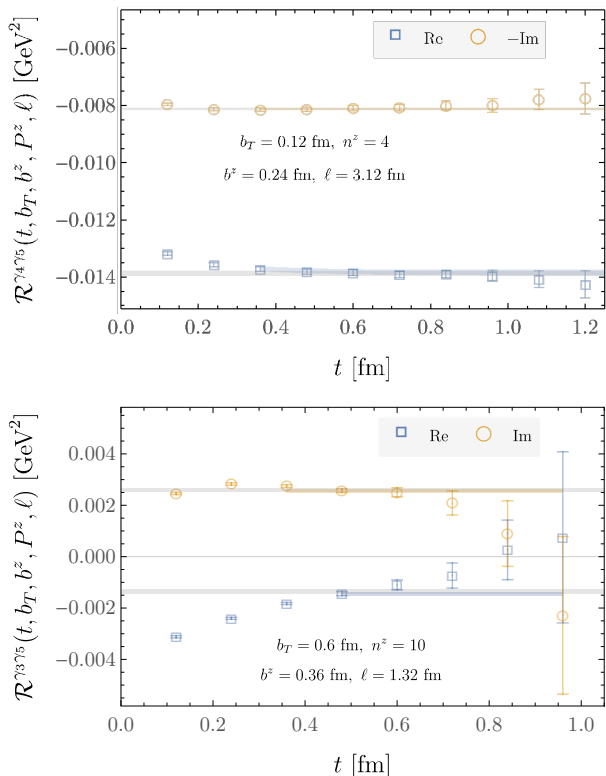 ℛ^{γ₄γ₅}(t, b_T, b^z, P^z, ℓ) [GeV²]
−0.006
−0.008
−0.010
−0.012
−0.014
Re −Im
b_T = 0.12 fm, n^z = 4
b^z = 0.24 fm, ℓ = 3.12 fm
0.0 0.2 0.4 0.6 0.8 1.0 1.2
t [fm]
ℛ^{γ₃γ₅}(t, b_T, b^z, P^z, ℓ) [GeV²]
0.004
0.002
0.000
−0.002
−0.004
Re Im
b_T = 0.6 fm, n^z = 10
b^z = 0.36 fm, ℓ = 1.32 fm
0.0 0.2 0.4 0.6 0.8 1.0
t [fm]